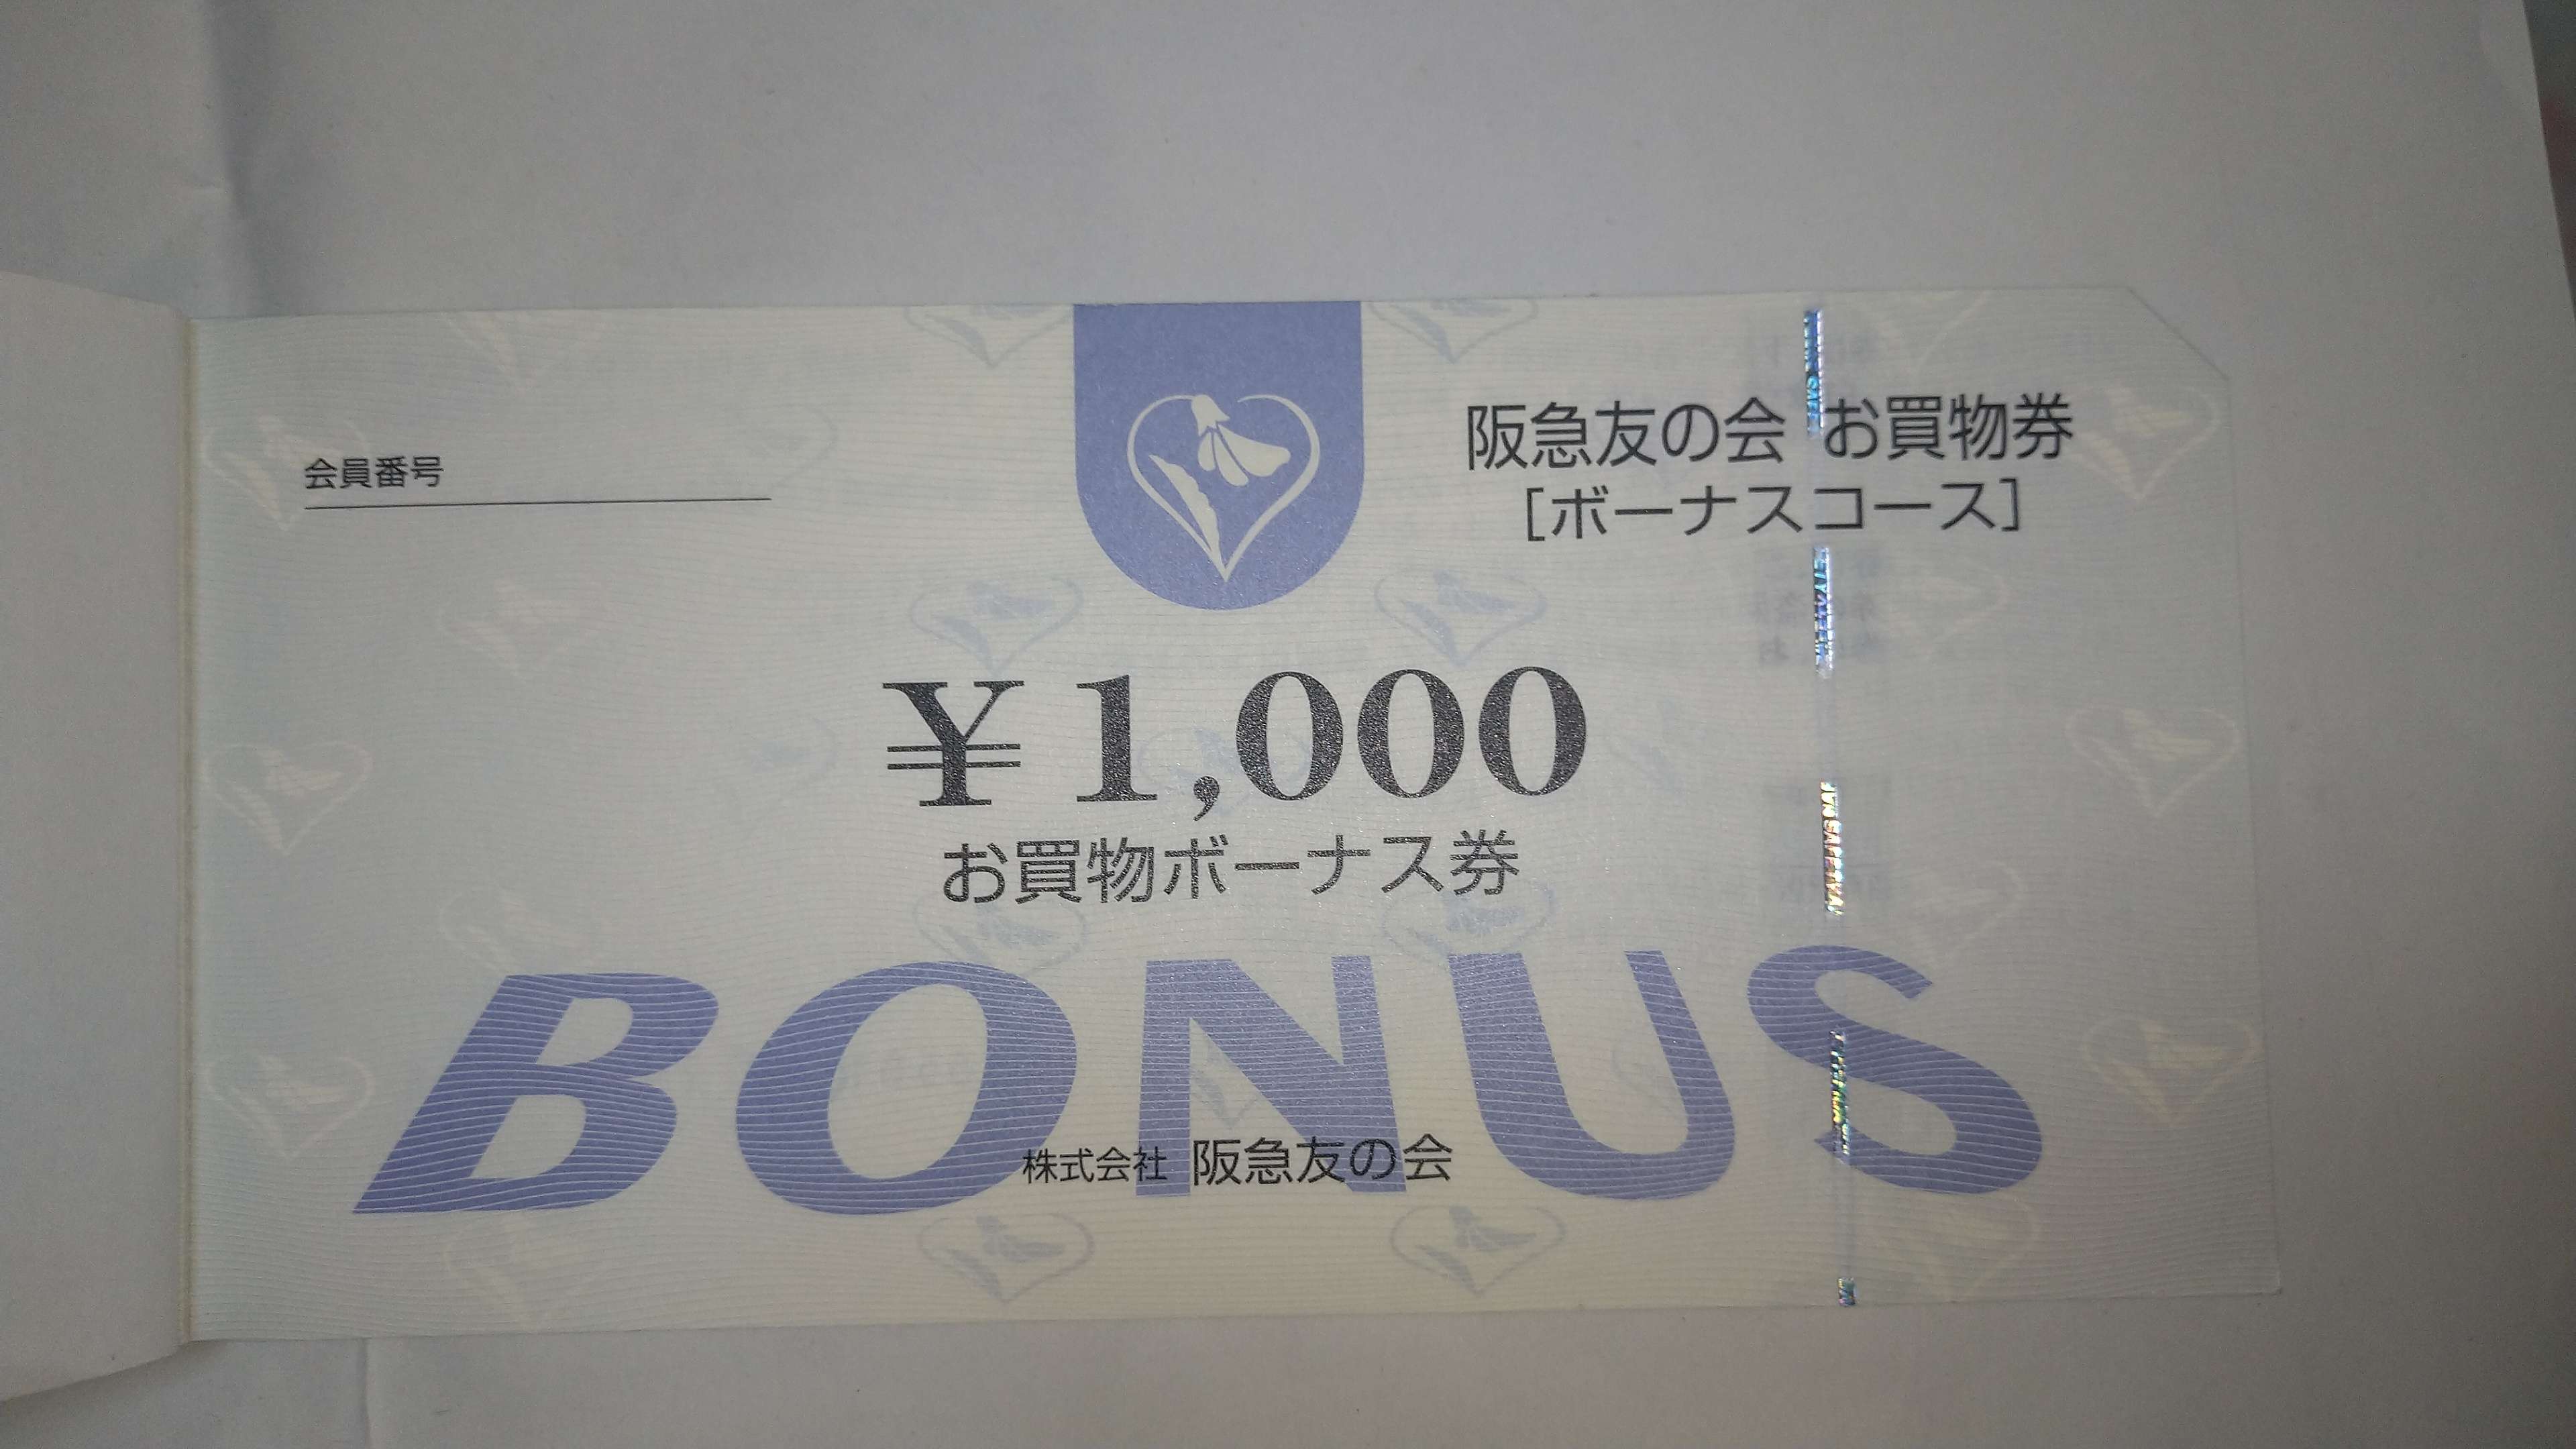 会員番号
阪急友の会 お買物券
[ボーナスコース]
¥1,000
お買物ボーナス券
BONUS
株式会社 阪急友の会